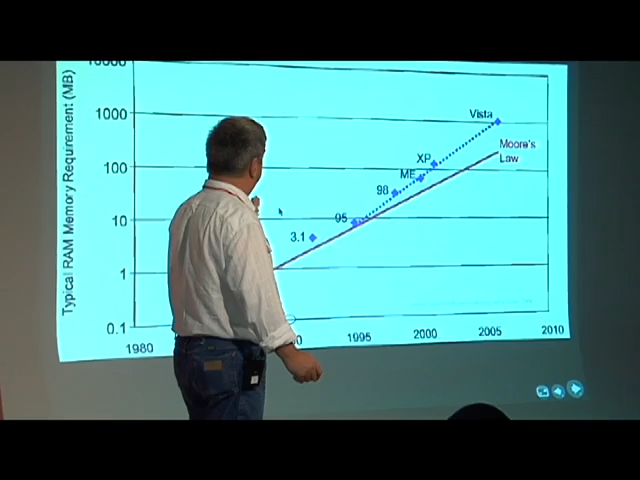 10000
1000
100
10
1
0.1
Typical RAM Memory Requirement (MB)
Vista
Moore's
Law
XP
ME
98
95
3.1
1980
1995
2000
2005
2010